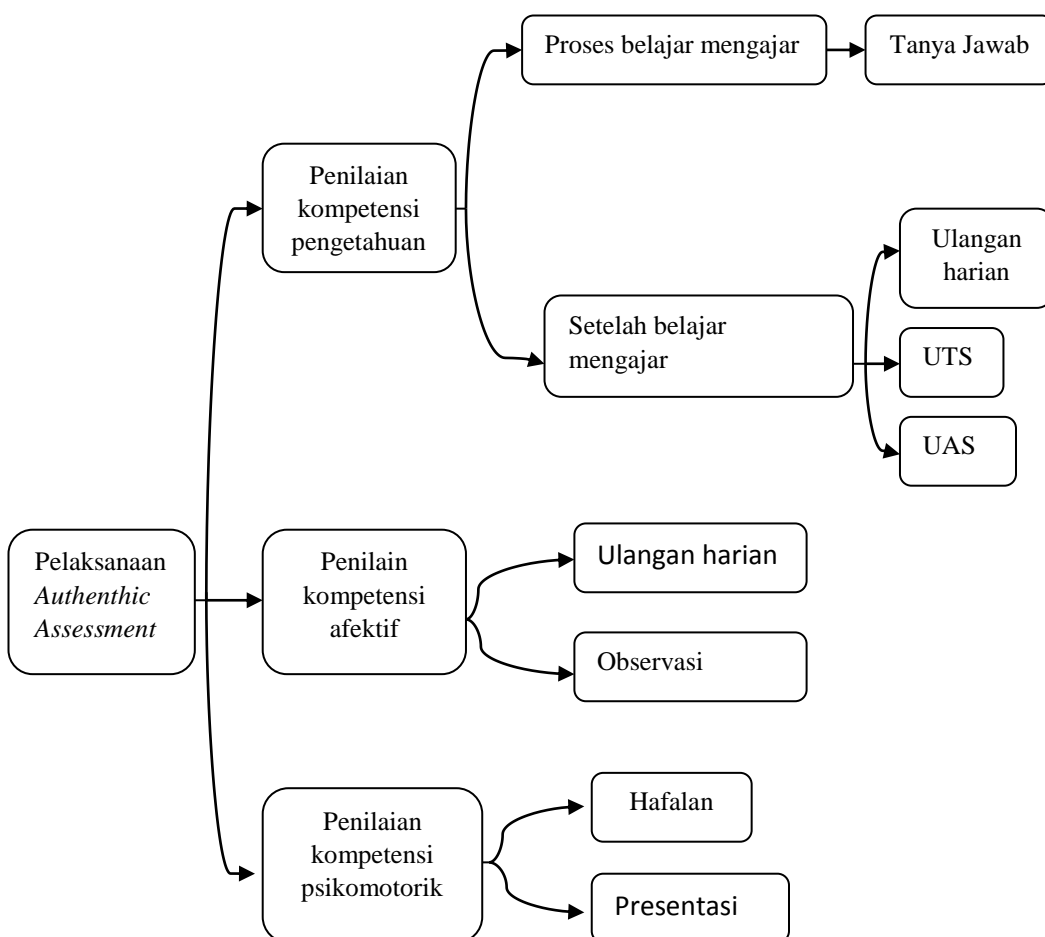 Proses belajar mengajar
Tanya Jawab
Penilaian
kompetensi
pengetahuan
Ulangan
harian
Setelah belajar
mengajar
UTS
UAS
Pelaksanaan
Authenthic
Assessment
Penilain
kompetensi
afektif
Ulangan harian
Observasi
Penilaian
kompetensi
psikomotorik
Hafalan
Presentasi